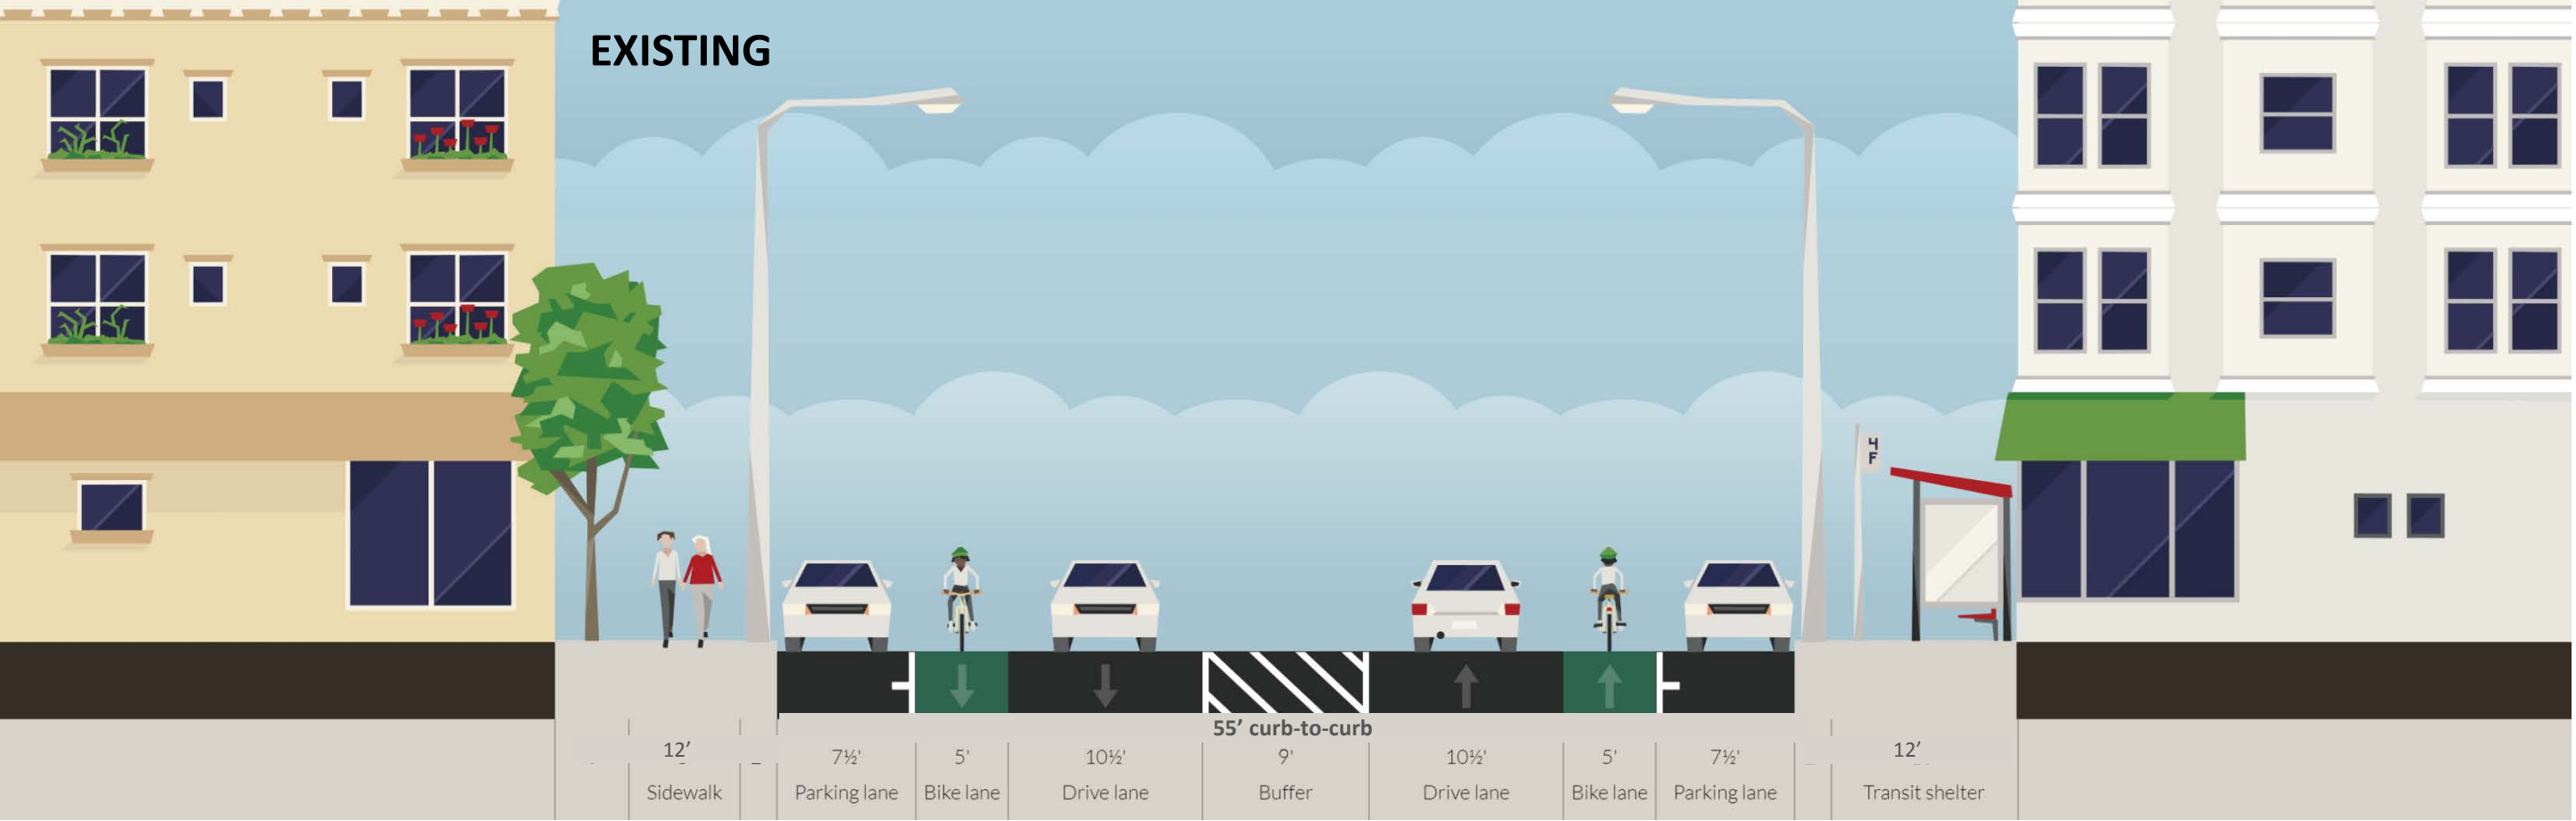 EXISTING
4
F
55’ curb-to-curb
12’ 7½' 5' 10½' 9' 10½' 5' 7½' 12’
Sidewalk Parking lane Bike lane Drive lane Buffer Drive lane Bike lane Parking lane Transit shelter